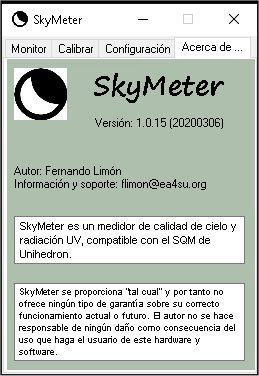 SkyMeter
Monitor Calibrar Configuración Acerca de ...
SkyMeter
Versión: 1.0.15 (20200306)
Autor: Fernando Limón
Información y soporte: flimon@ea4su.org
SkyMeter es un medidor de calidad de cielo y
radiación UV, compatible con el SQM de
Unihedron.
SkyMeter se proporciona "tal cual" y por tanto no
ofrece ningún tipo de garantía sobre su correcto
funcionamiento actual o futuro. El autor no se hace
responsable de ningún daño como consecuencia del
uso que haga el usuario de este hardware y
software.